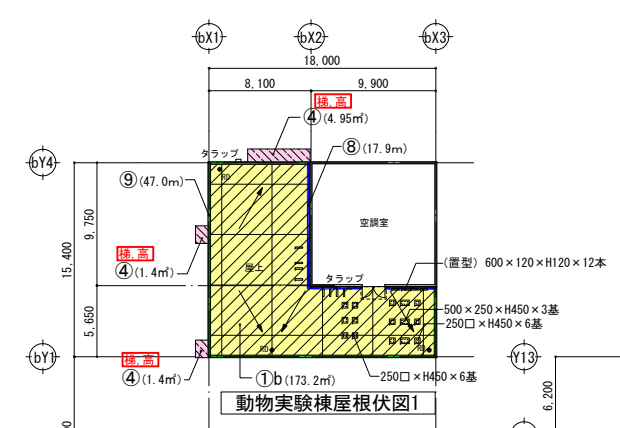 bX1 bX2 bX3
18,000
8,100 9,900
梯,高
④(4.95㎡)
タラップ
⑧(17.9m)
bY4
RD
⑨(47.0m)
空調室
9,750
15,400
梯,高
④(1.4㎡)
屋上
タラップ
(置型) 600×120×H120×12本
5,650
500×250×H450×3基
250□×H450×6基
bY1
梯,高
RD
RD
Y13
④(1.4㎡)
①b(173.2㎡)
250□×H450×6基
動物実験棟屋根伏図1
6,200